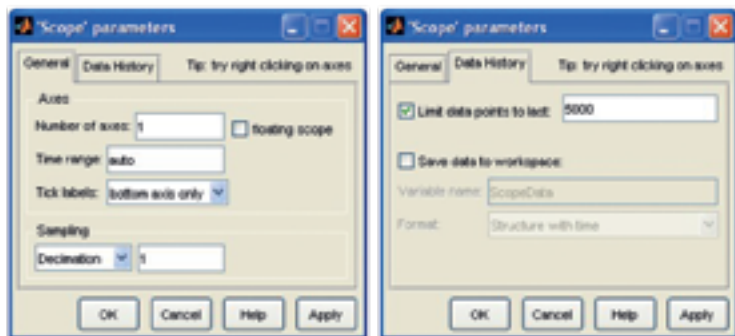 'Scope' parameters
General Data History Tip: try right clicking on axes
Axes
Number of axes: 1 floating scope
Time range: auto
Tick labels: bottom axis only
Sampling
Decimation 1
OK Cancel Help Apply
'Scope' parameters
General Data History Tip: try right clicking on axes
Limit data points to last: 5000
Save data to workspace:
Variable name: ScopeData
Format: Structure with time
OK Cancel Help Apply